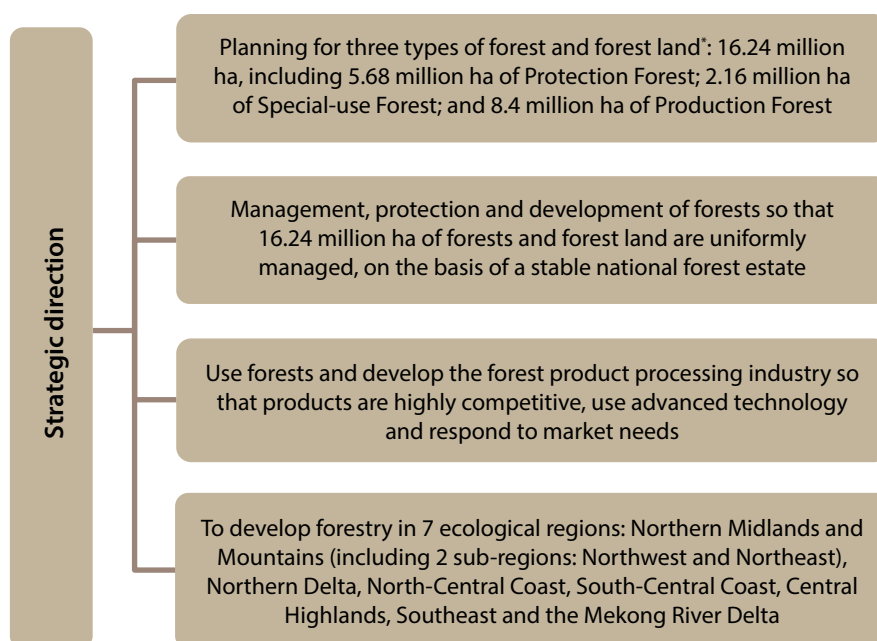 Strategic direction
Planning for three types of forest and forest land*: 16.24 million
ha, including 5.68 million ha of Protection Forest; 2.16 million ha
of Special-use Forest; and 8.4 million ha of Production Forest
Management, protection and development of forests so that
16.24 million ha of forests and forest land are uniformly
managed, on the basis of a stable national forest estate
Use forests and develop the forest product processing industry so
that products are highly competitive, use advanced technology
and respond to market needs
To develop forestry in 7 ecological regions: Northern Midlands and
Mountains (including 2 sub-regions: Northwest and Northeast),
Northern Delta, North-Central Coast, South-Central Coast, Central
Highlands, Southeast and the Mekong River Delta